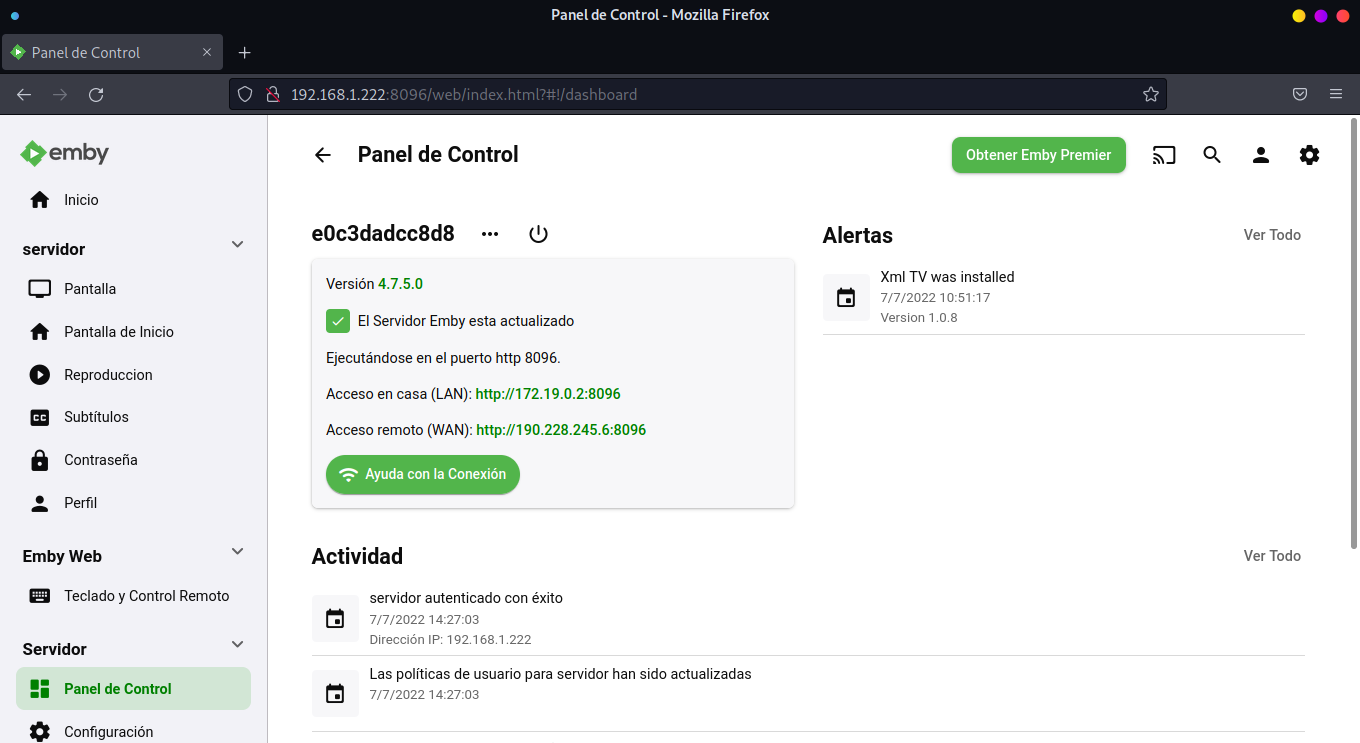 Panel de Control - Mozilla Firefox
Panel de Control
192.168.1.222:8096/web/index.html?#!/dashboard
emby
Inicio
servidor
Pantalla
Pantalla de Inicio
Reproduccion
CC
Subtítulos
Contraseña
Perfil
Emby Web
Teclado y Control Remoto
Servidor
Panel de Control
Configuración
Panel de Control
Obtener Emby Premier
e0c3dadcc8d8
Versión 4.7.5.0
El Servidor Emby esta actualizado
Ejecutándose en el puerto http 8096.
Acceso en casa (LAN): http://172.19.0.2:8096
Acceso remoto (WAN): http://190.228.245.6:8096
Ayuda con la Conexión
Alertas
Ver Todo
Xml TV was installed
7/7/2022 10:51:17
Version 1.0.8
Actividad
Ver Todo
servidor autenticado con éxito
7/7/2022 14:27:03
Dirección IP: 192.168.1.222
Las políticas de usuario para servidor han sido actualizadas
7/7/2022 14:27:03